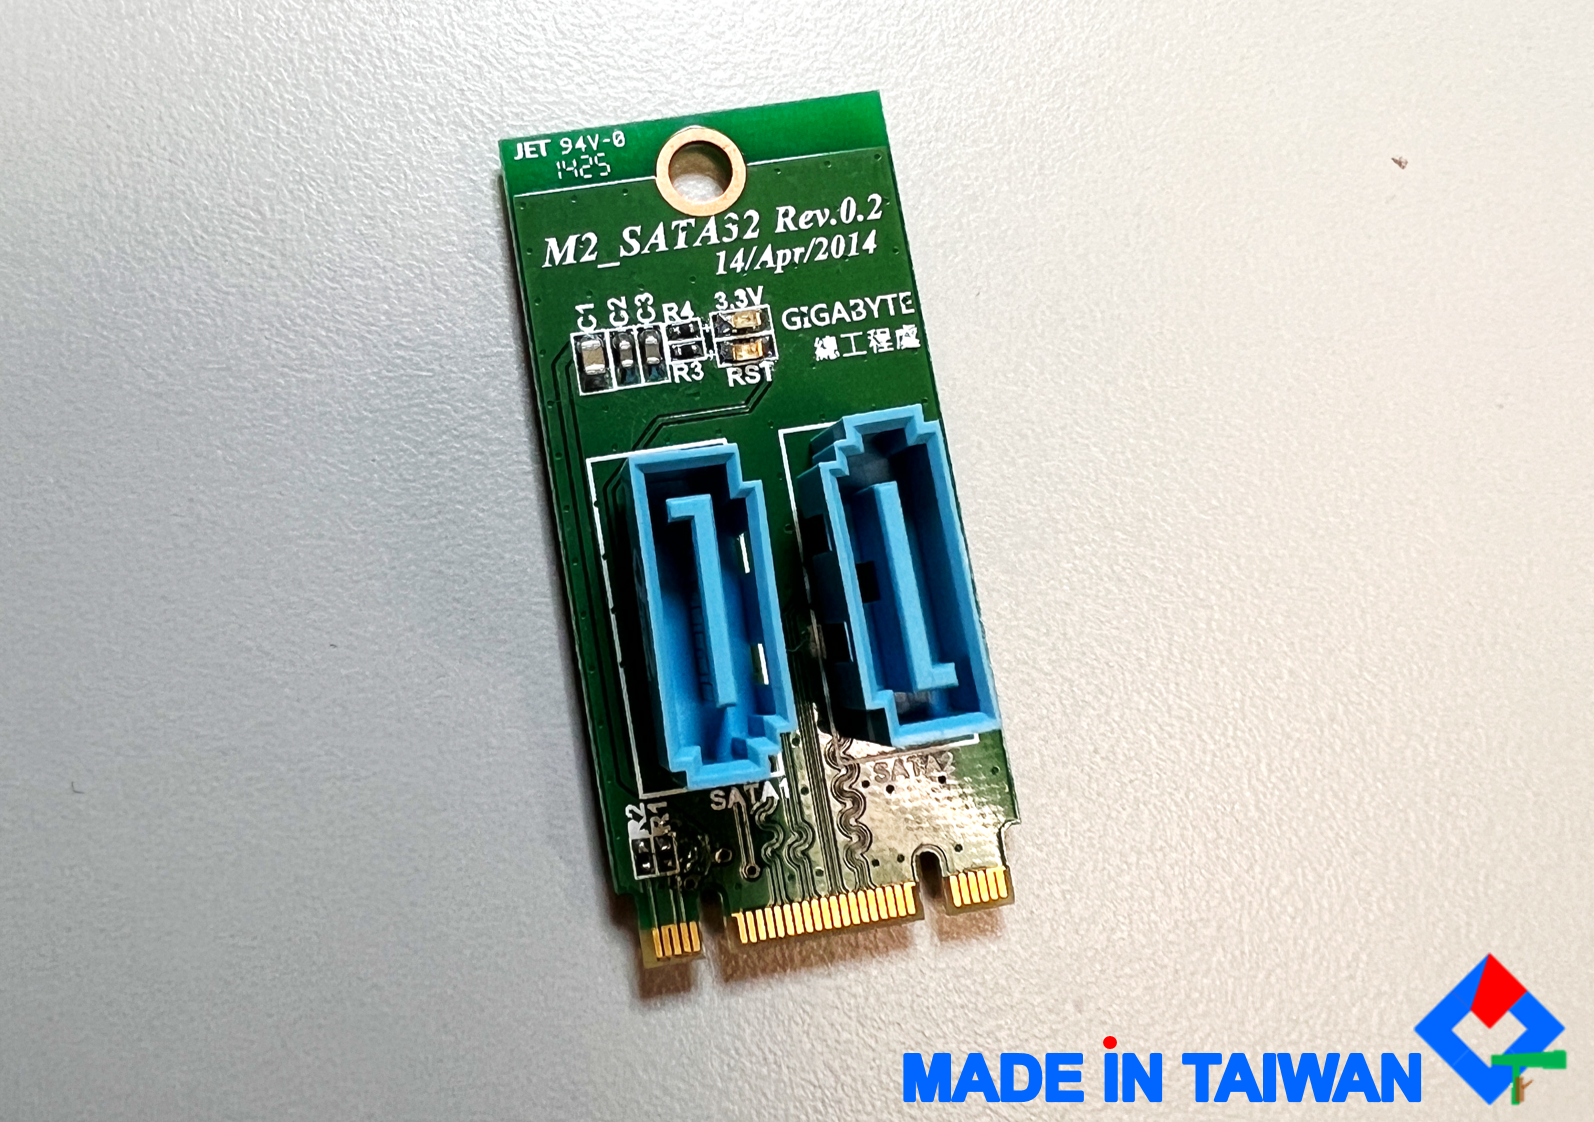 JET 94V-0
1425
M2_SATA32 Rev.0.2
14/Apr/2014
C1 C2 C3 R4 3.3V
R3 RST
GIGABYTE
總工程處
SATA1
SATA2
R2 R1
MADE iN TAIWAN